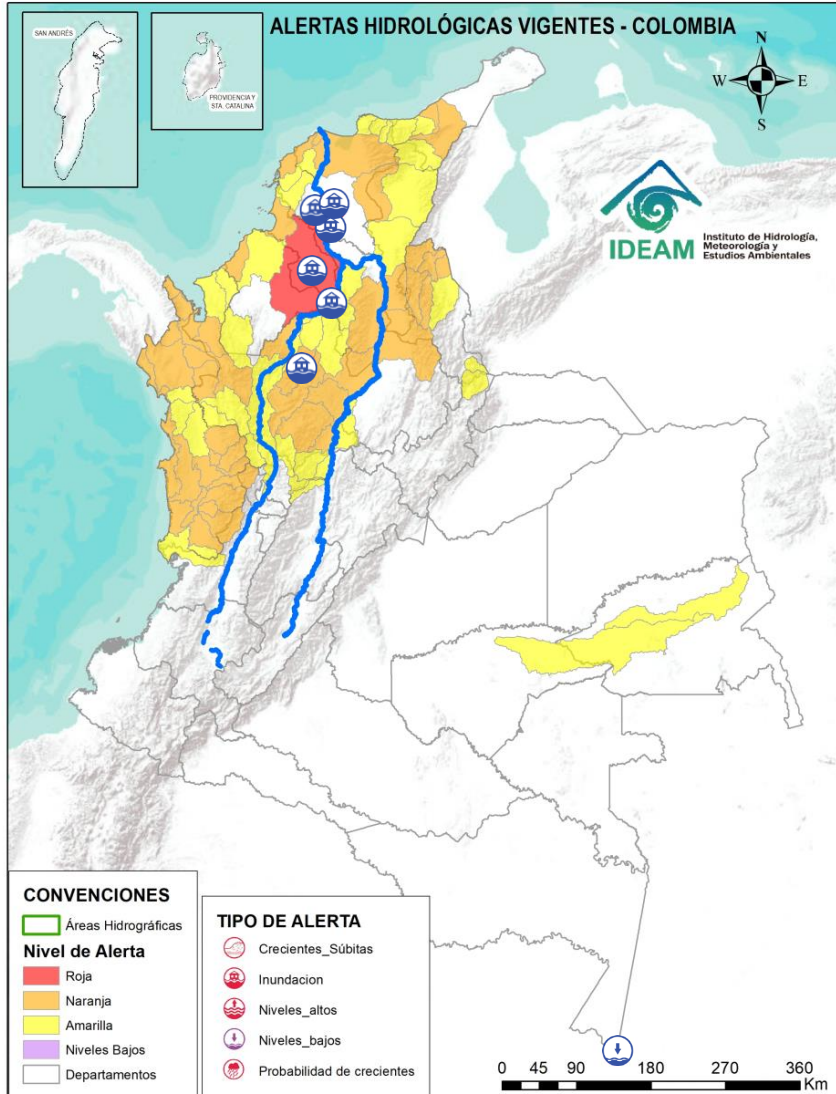 ALERTAS HIDROLÓGICAS VIGENTES - COLOMBIA
SAN ANDRÉS
PROVIDENCIA Y
STA. CATALINA
N
W
E
S
IDEAM
Instituto de Hidrología,
Meteorología y
Estudios Ambientales
CONVENCIONES
Áreas Hidrográficas
Nivel de Alerta
Roja
Naranja
Amarilla
Niveles Bajos
Departamentos
TIPO DE ALERTA
Crecientes_Súbitas
Inundacion
Niveles_altos
Niveles_bajos
Probabilidad de crecientes
0 45 90 180 270 360
Km